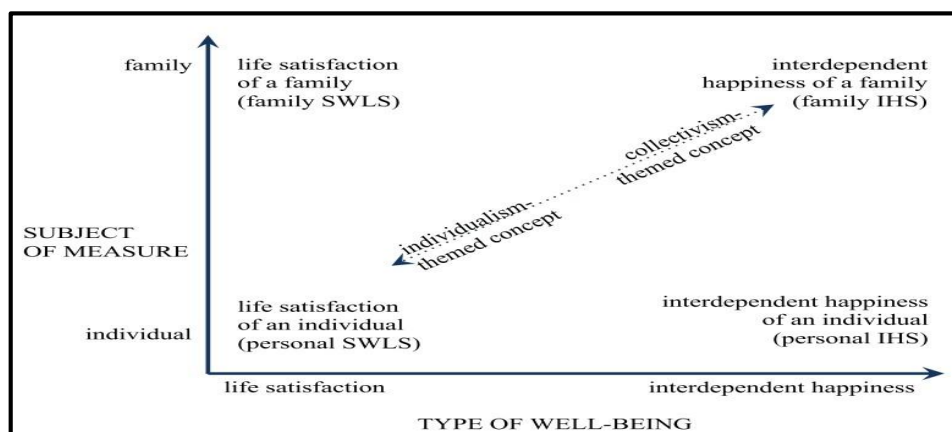 family
life satisfaction
of a family
(family SWLS)
interdependent
happiness of a family
(family IHS)
collectivism-
themed concept
individualism-
themed concept
SUBJECT
OF MEASURE
individual
life satisfaction
of an individual
(personal SWLS)
interdependent happiness
of an individual
(personal IHS)
life satisfaction
interdependent happiness
TYPE OF WELL-BEING